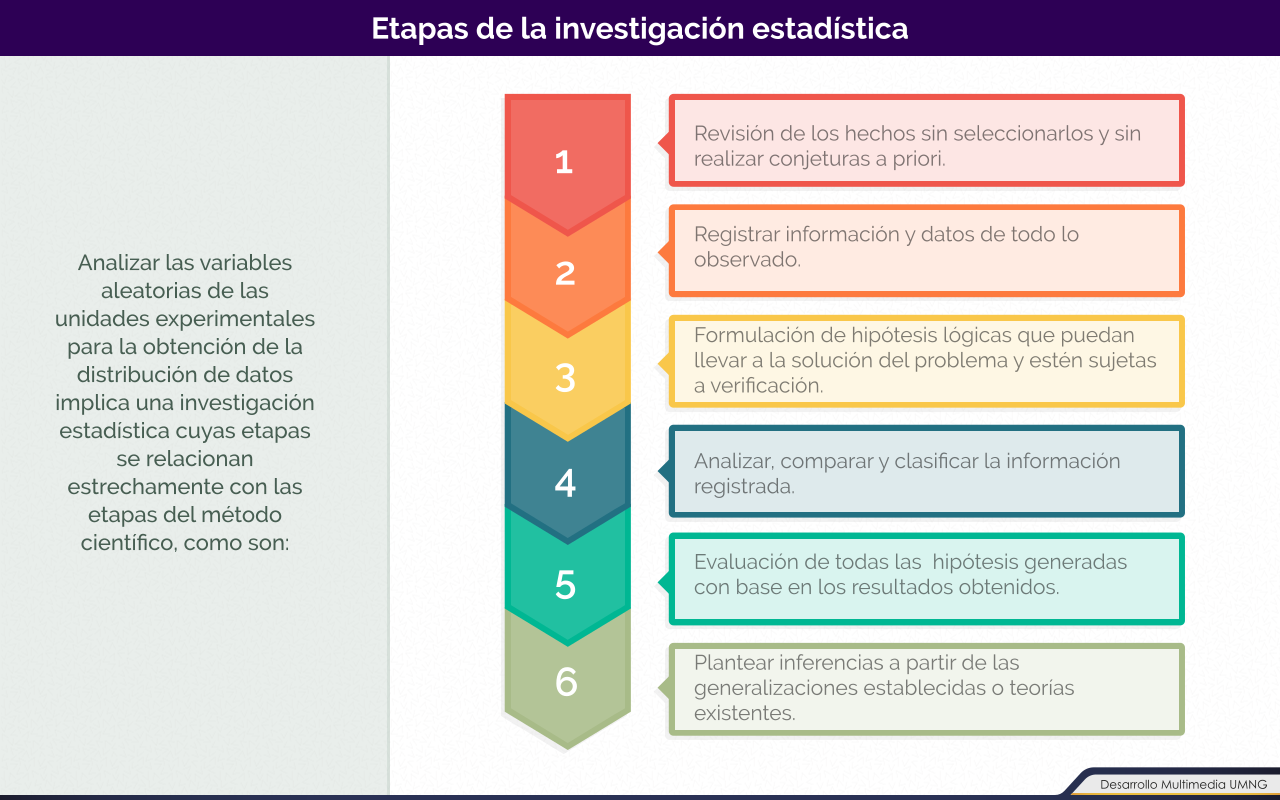 Etapas de la investigación estadística
Analizar las variables
aleatorias de las
unidades experimentales
para la obtención de la
distribución de datos
implica una investigación
estadística cuyas etapas
se relacionan
estrechamente con las
etapas del método
científico, como son:
1
Revisión de los hechos sin seleccionarlos y sin
realizar conjeturas a priori.
2
Registrar información y datos de todo lo
observado.
3
Formulación de hipótesis lógicas que puedan
llevar a la solución del problema y estén sujetas
a verificación.
4
Analizar, comparar y clasificar la información
registrada.
5
Evaluación de todas las  hipótesis generadas
con base en los resultados obtenidos.
6
Plantear inferencias a partir de las
generalizaciones establecidas o teorías
existentes.
Desarrollo Multimedia UMNG